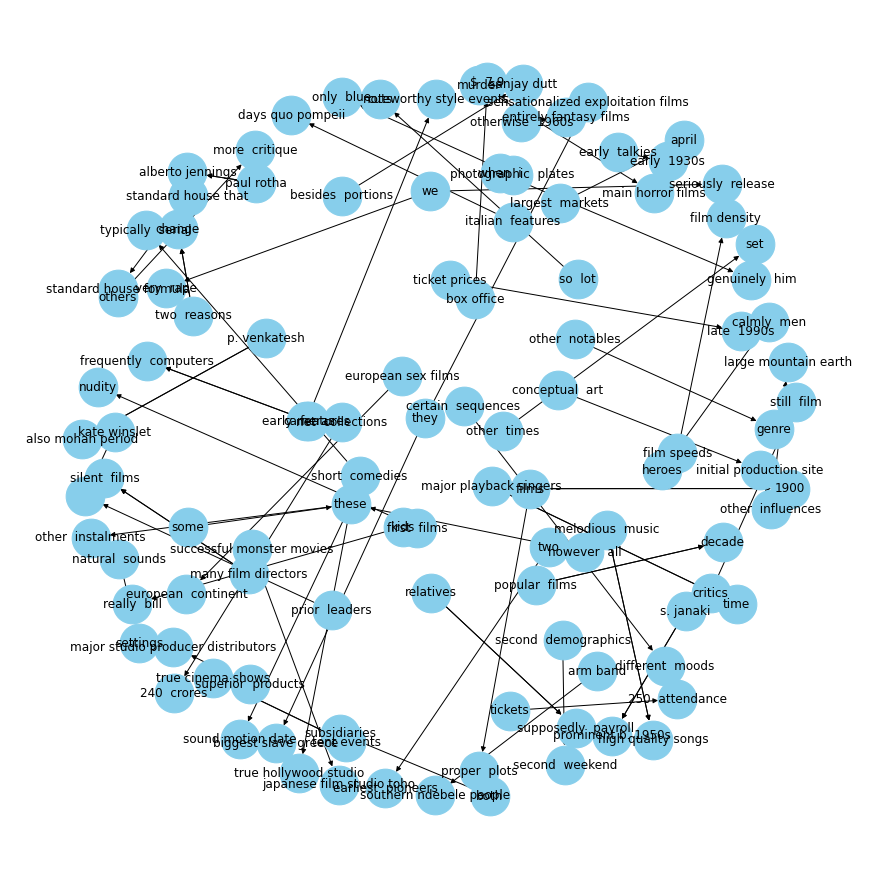 $ 7.9
murder
sanjay dutt
only blue
noteworthy style events
sensationalized exploitation films
days quo pompeii
entirely fantasy films
otherwise 1960s
april
more critique
early talkies
early 1930s
alberto jennings
photographic plates
when i
paul rotha
seriously release
standard house that
besides portions
we
main horror films
largest markets
film density
italian features
typically serial
change
set
ticket prices
so lot
genuinely him
standard house formula
very rape
others
box office
two reasons
calmly men
late 1990s
p. venkatesh
other notables
frequently computers
large mountain earth
european sex films
nudity
conceptual art
still film
certain sequences
they
early
net collections
genre
kate winslet
other times
also mohan period
film speeds
heroes
initial production site
short comedies
silent films
major playback singers
films
1900
these
other influences
some
kids
first films
melodious music
other instalments
decade
two
however all
successful monster movies
natural sounds
many film directors
popular films
european continent
relatives
critics
really bill
time
prior leaders
s. janaki
second demographics
settings
major studio producer distributors
different moods
arm band
true cinema shows
superior products
240 crores
250 attendance
tickets
supposedly payroll
subsidiaries
prominent
1950s
sound motion date
biggest slave greece
tent events
high quality songs
second weekend
true hollywood studio
proper plots
japanese film studio toho
earliest pioneers
southern ndebele people
both